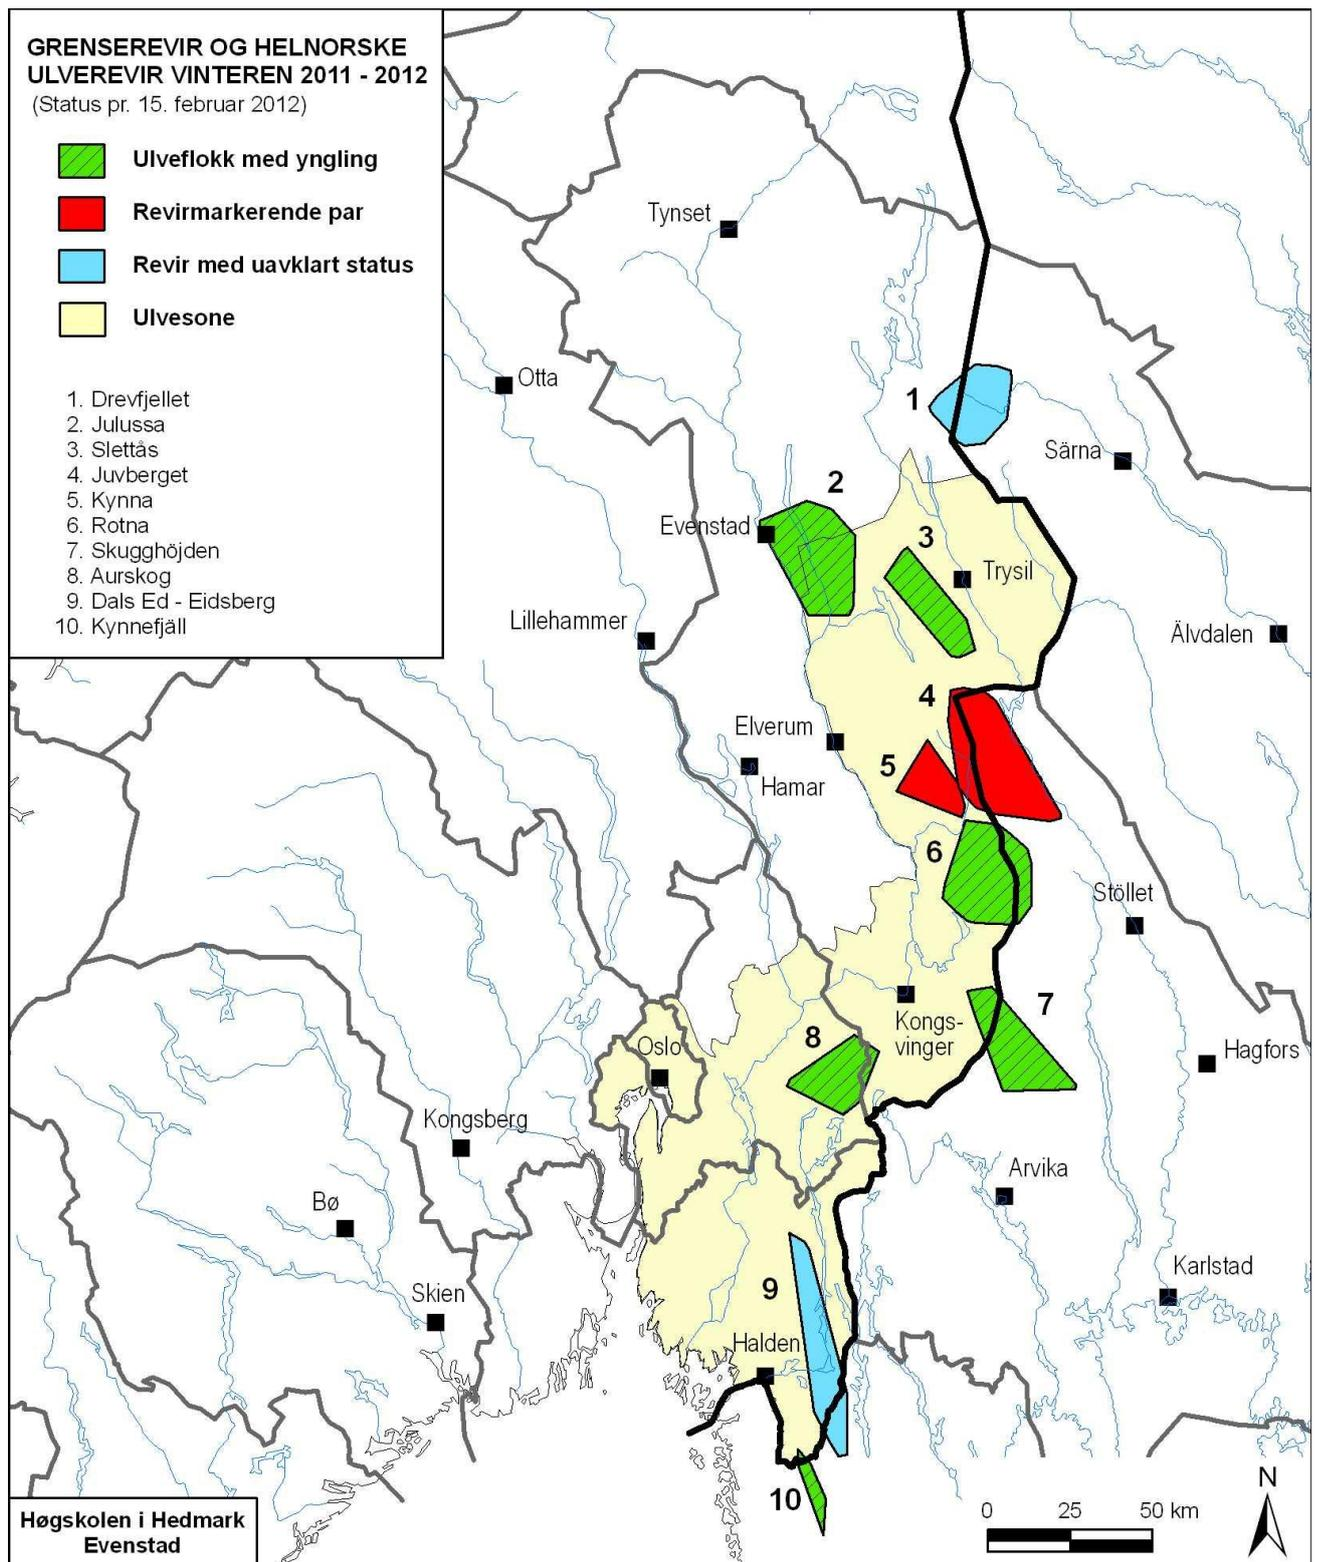 GRENSEREVIR OG HELNORSKE
ULVEREVIR VINTEREN 2011 - 2012
(Status pr. 15. februar 2012)
Ulveflokk med yngling
Revirmarkerende par
Revir med uavklart status
Ulvesone
1. Drevfjellet
2. Julussa
3. Slettås
4. Juvberget
5. Kynna
6. Rotna
7. Skugghöjden
8. Aurskog
9. Dals Ed - Eidsberg
10. Kynnefjäll
Tynset
Otta
1
Särna
2
Evenstad
3
Trysil
Lillehammer
Älvdalen
4
Elverum
5
Hamar
6
Stöllet
7
Kongs-
vinger
8
Oslo
Hagfors
Kongsberg
Arvika
Bø
Karlstad
9
Skien
Halden
10
N
0 25 50 km
Høgskolen i Hedmark
Evenstad